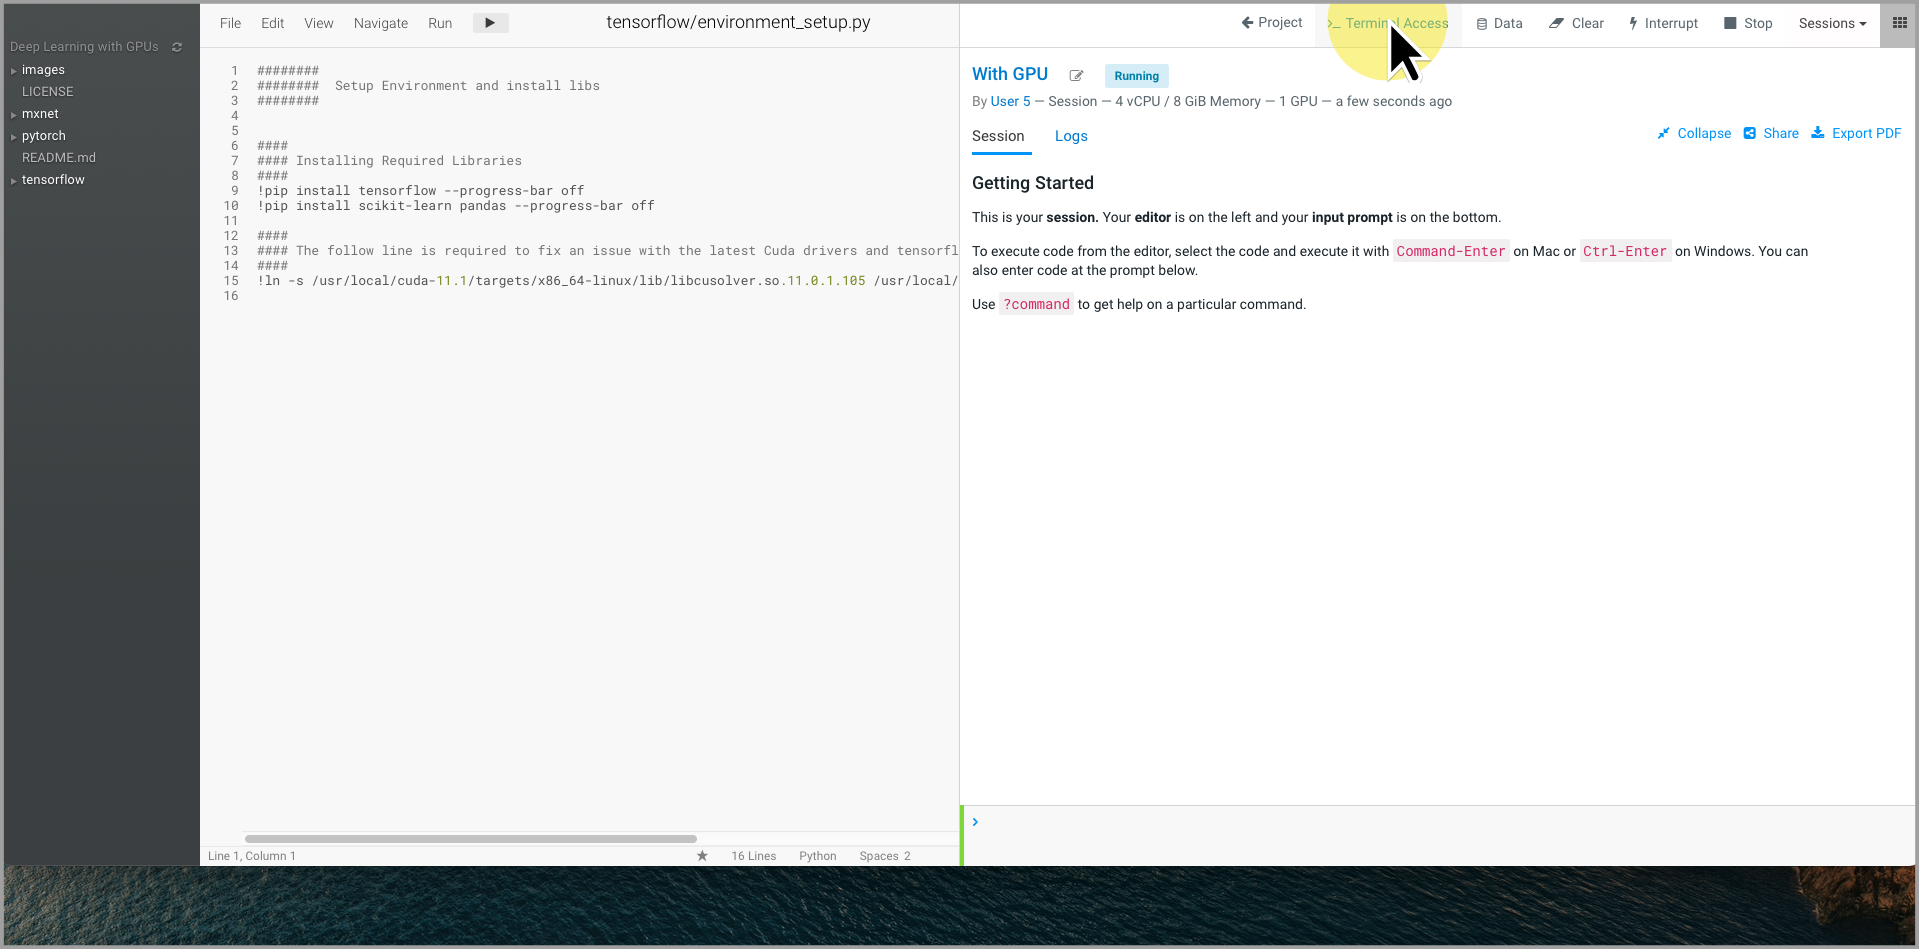 Deep Learning with GPUs
images
LICENSE
mxnet
pytorch
README.md
tensorflow
File Edit View Navigate Run
tensorflow/environment_setup.py
1 ########
2 ######## Setup Environment and install libs
3 ########
4
5
6 ####
7 #### Installing Required Libraries
8 ####
9 !pip install tensorflow --progress-bar off
10 !pip install scikit-learn pandas --progress-bar off
11
12 ####
13 #### The follow line is required to fix an issue with the latest Cuda drivers and tensorfl
14 ####
15 !ln -s /usr/local/cuda-11.1/targets/x86_64-linux/lib/libcusolver.so.11.0.1.105 /usr/local/
16
Line 1, Column 1 ★ 16 Lines Python Spaces 2
Project >_ Terminal Access Data Clear Interrupt Stop Sessions
With GPU Running
By User 5 — Session — 4 vCPU / 8 GiB Memory — 1 GPU — a few seconds ago
Session Logs Collapse Share Export PDF
Getting Started
This is your session. Your editor is on the left and your input prompt is on the bottom.
To execute code from the editor, select the code and execute it with Command-Enter on Mac or Ctrl-Enter on Windows. You can
also enter code at the prompt below.
Use ?command to get help on a particular command.
>